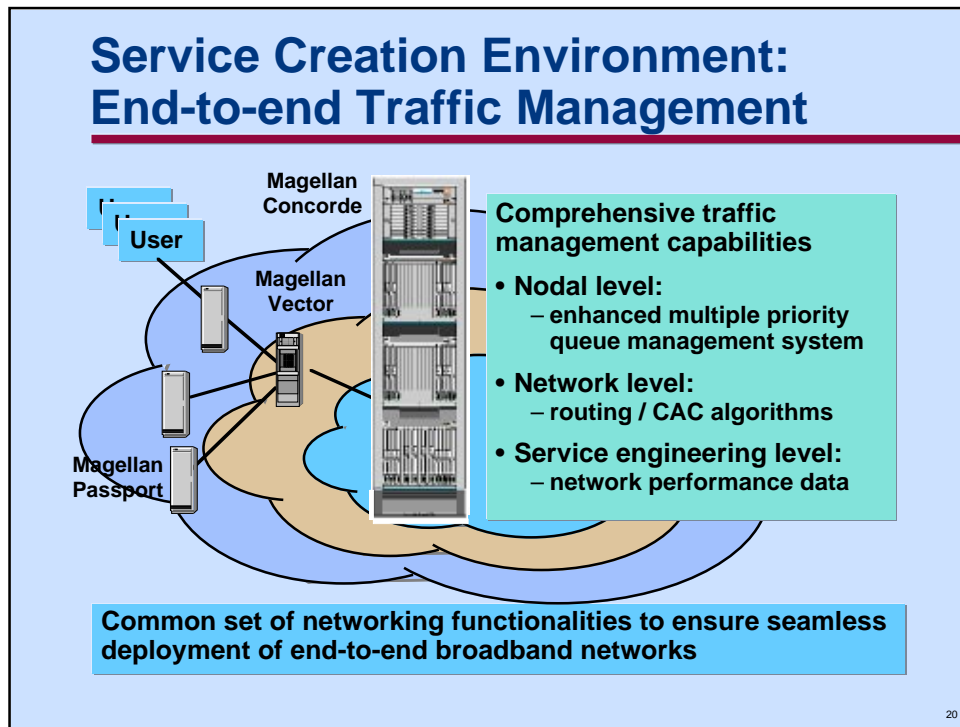 Service Creation Environment:
End-to-end Traffic Management
Magellan
Concorde
User
Magellan
Vector
Magellan
Passport
Comprehensive traffic
management capabilities
• Nodal level:
– enhanced multiple priority
queue management system
• Network level:
– routing / CAC algorithms
• Service engineering level:
– network performance data
Common set of networking functionalities to ensure seamless
deployment of end-to-end broadband networks
20